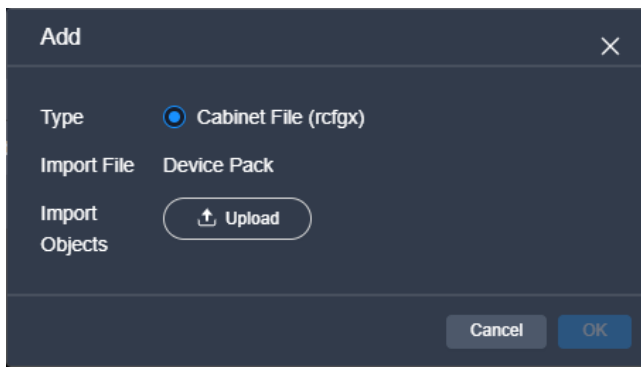 Add
Type Cabinet File (rcfgx)
Import File Device Pack
Import
Objects
Upload
Cancel OK